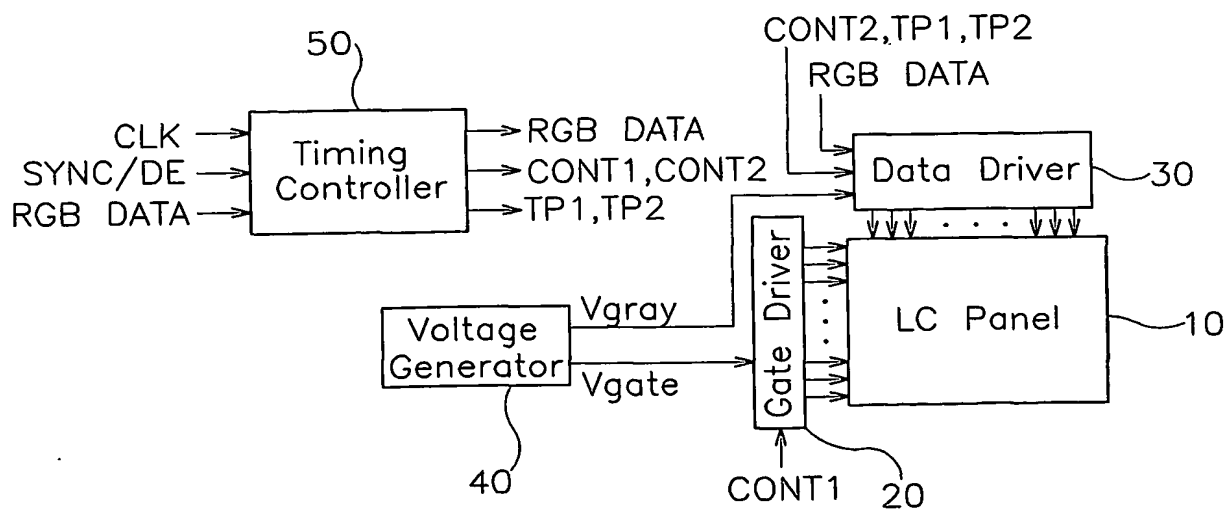 50
CLK
SYNC/DE
RGB DATA
Timing
Controller
RGB DATA
CONT1,CONT2
TP1,TP2
CONT2,TP1,TP2
RGB DATA
Data Driver
30
Gate Driver
LC Panel
10
Voltage
Generator
Vgray
Vgate
40
CONT1
20